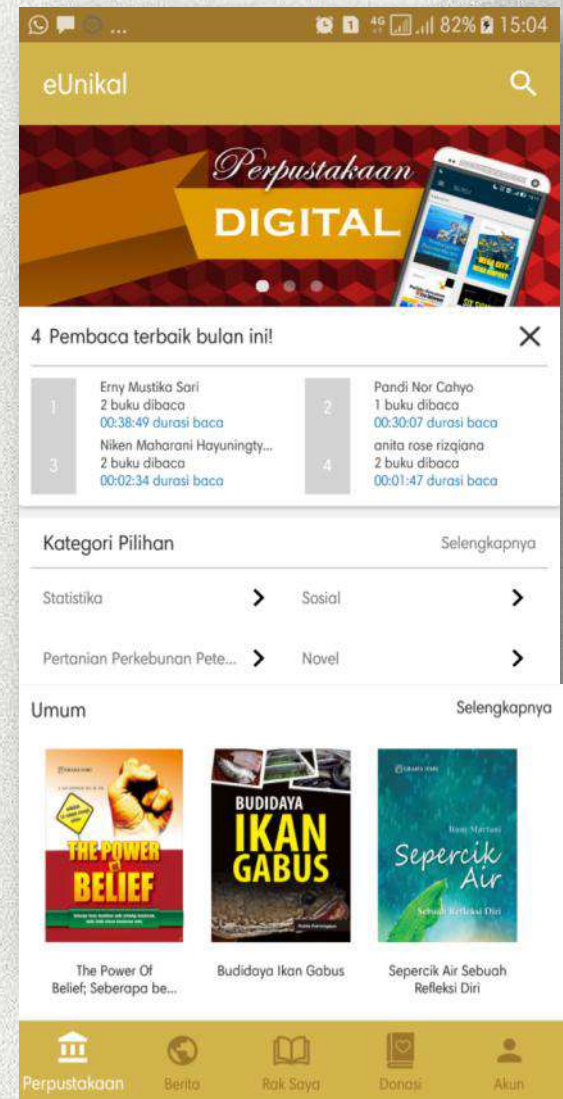 ... 1 4G 82% 15:04
eUnikal
Perpustakaan
DIGITAL
4 Pembaca terbaik bulan ini!
1
Erny Mustika Sari
2 buku dibaca
00:38:49 durasi baca
2
Pandi Nor Cahyo
1 buku dibaca
00:30:07 durasi baca
3
Niken Maharani Hayuningty...
2 buku dibaca
00:02:34 durasi baca
4
anita rose rizqiana
2 buku dibaca
00:01:47 durasi baca
Kategori Pilihan
Selengkapnya
Statistika
Sosial
Pertanian Perkebunan Pete...
Novel
Umum
Selengkapnya
THE POWER
BELIEF
BUDIDAYA
IKAN
GABUS
Sepercik
Air
Sebuah Refleksi Diri
The Power Of
Belief; Seberapa be...
Budidaya Ikan Gabus
Sepercik Air Sebuah
Refleksi Diri
Perpustakaan
Berita
Rak Saya
Donasi
Akun